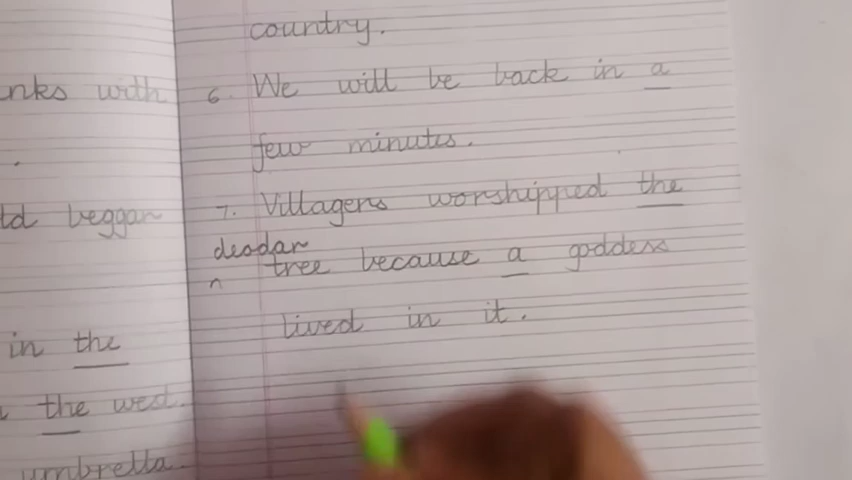 nks with
ld beggar
in the
the west.
umbrella.
country.
6. We will be back in a
few minutes.
7. Villagers worshipped the
deodar
^ tree because a goddess
lived in it.